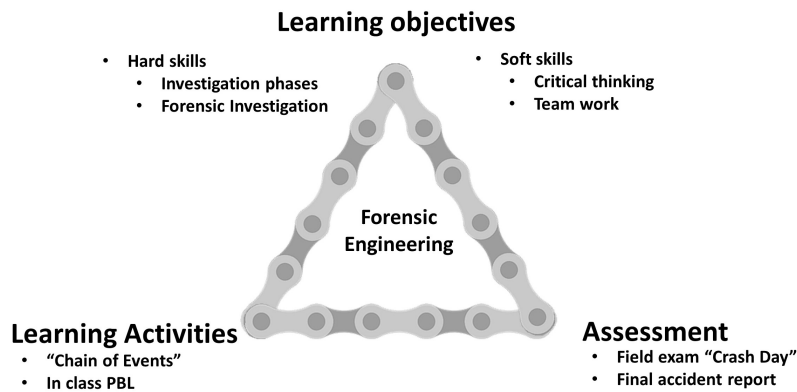 Learning objectives
• Hard skills
• Investigation phases
• Forensic Investigation
• Soft skills
• Critical thinking
• Team work
Forensic
Engineering
Learning Activities
• “Chain of Events”
• In class PBL
Assessment
• Field exam “Crash Day”
• Final accident report